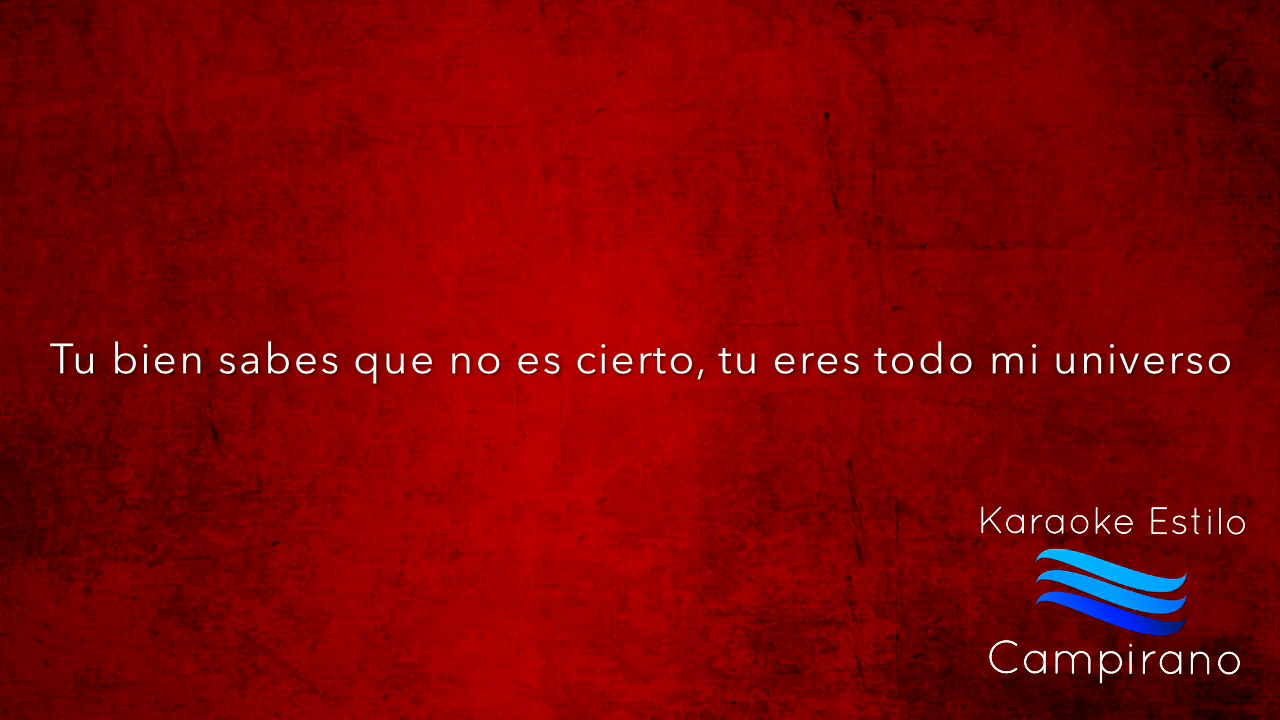 Tu bien sabes que no es cierto, tu eres todo mi universo
Karaoke Estilo
Campirano